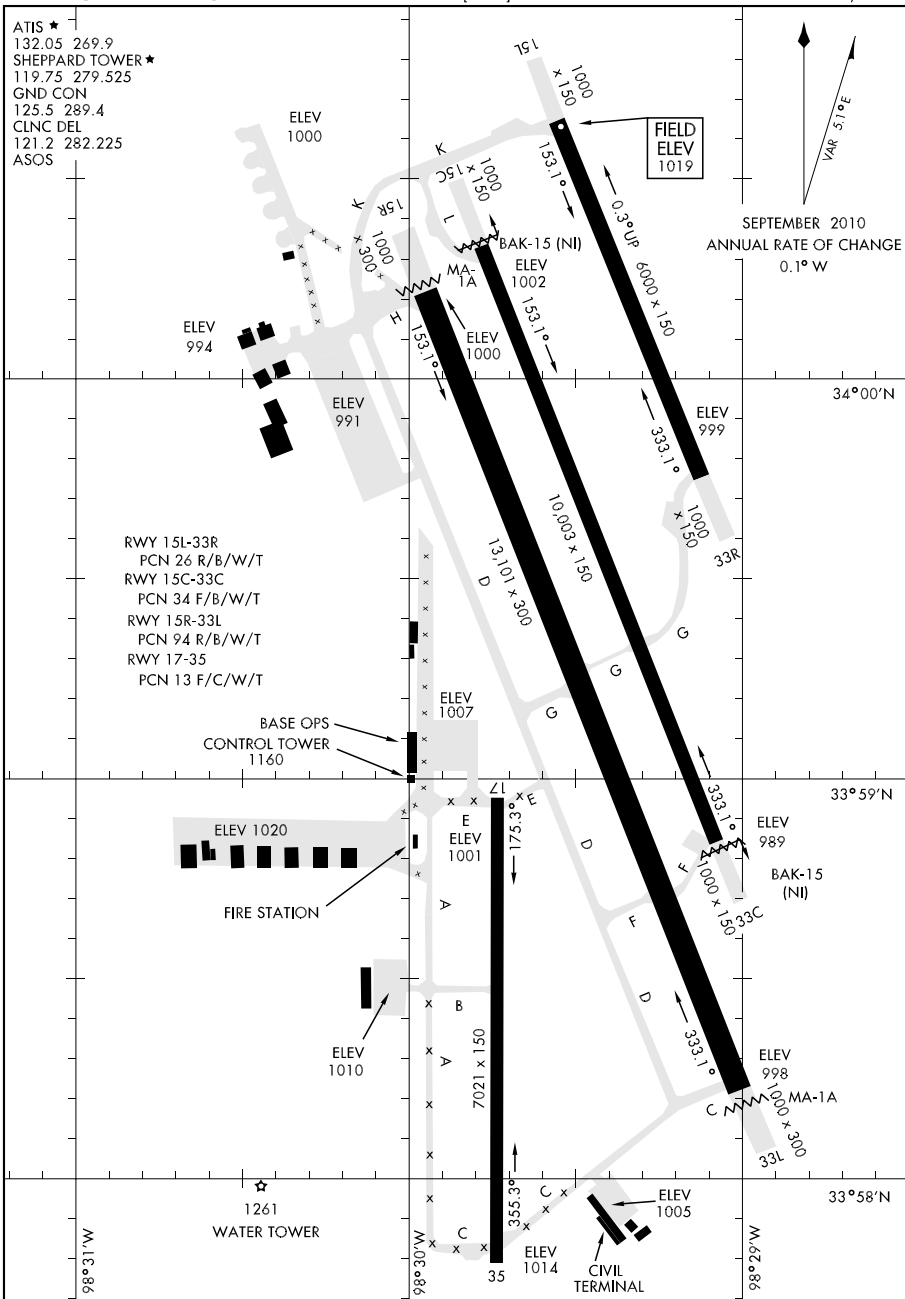 ATIS ★
132.05 269.9
SHEPPARD TOWER ★
119.75 279.525
GND CON
125.5 289.4
CLNC DEL
121.2 282.225
ASOS
15L
1000
x 150
FIELD
ELEV
1019
VAR 5.1° E
SEPTEMBER 2010
ANNUAL RATE OF CHANGE
0.1° W
ELEV
1000
K
K
15R
1000
x 300
15C
1000
x 150
L
153.1°
0.3° UP
6000 x 150
BAK-15 (NI)
ELEV
1002
MA-
1A
H
153.1°
153.1°
ELEV
1000
ELEV
994
ELEV
991
34°00'N
ELEV
999
333.1°
1000
x 150
33R
10,003 x 150
13,101 x 300
D
G
G
G
RWY 15L-33R
PCN 26 R/B/W/T
RWY 15C-33C
PCN 34 F/B/W/T
RWY 15R-33L
PCN 94 R/B/W/T
RWY 17-35
PCN 13 F/C/W/T
ELEV
1007
BASE OPS
CONTROL TOWER
1160
33°59'N
17
E
E
175.3°
ELEV
1001
ELEV 1020
333.1°
ELEV
989
BAK-15
(NI)
1000 x 150
33C
D
F
F
FIRE STATION
A
D
B
A
ELEV
1010
7021 x 150
333.1°
ELEV
998
C
MA-1A
1000 x 300
33L
33°58'N
1261
WATER TOWER
355.3°
C
C
ELEV
1005
ELEV
1014
CIVIL
TERMINAL
35
98°31'W
98°30'W
98°29'W